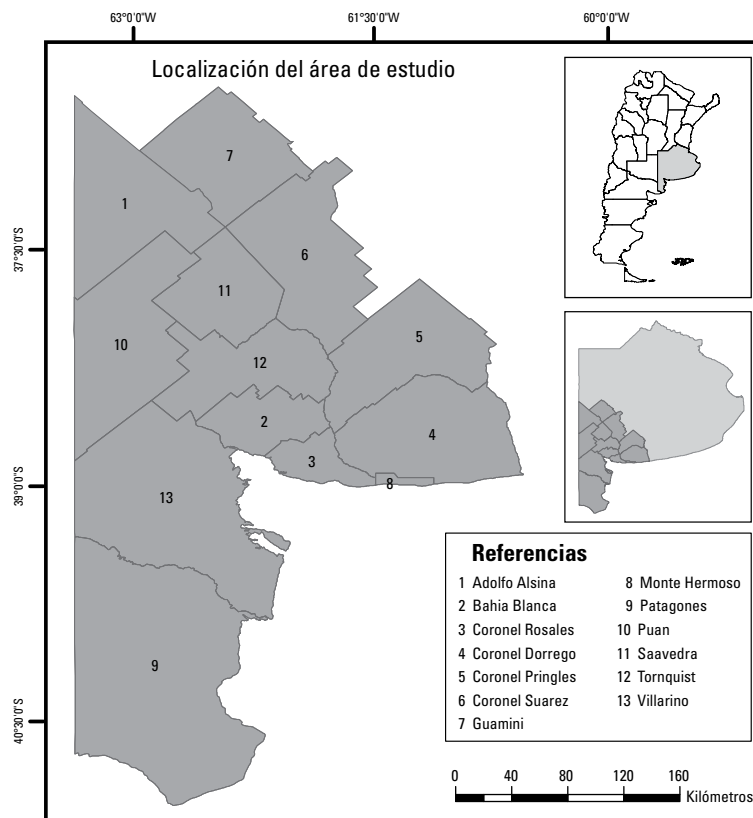 63°0'0"W 61°30'0"W 60°0'0"W
Localización del área de estudio
37°30'0"S
39°0'0"S
40°30'0"S
7
1
6
11
10
5
12
2
4
3
8
13
9
Referencias
1 Adolfo Alsina
2 Bahia Blanca
3 Coronel Rosales
4 Coronel Dorrego
5 Coronel Pringles
6 Coronel Suarez
7 Guamini
8 Monte Hermoso
9 Patagones
10 Puan
11 Saavedra
12 Tornquist
13 Villarino
0 40 80 120 160
Kilómetros